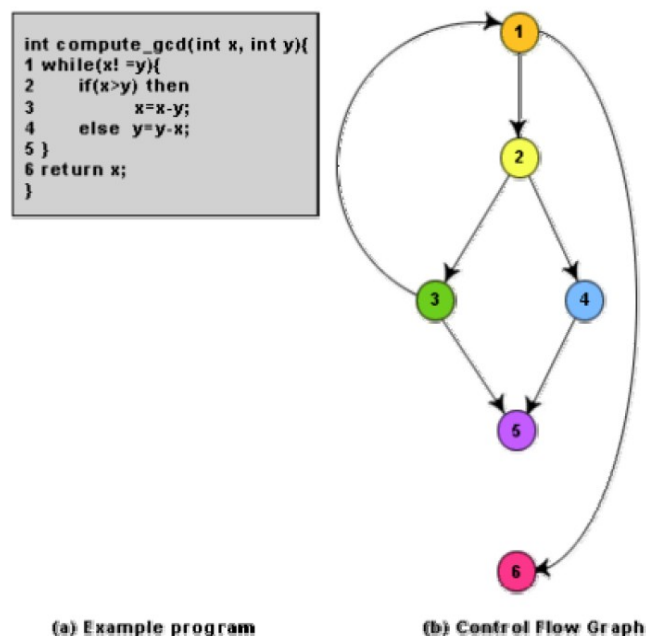 int compute_gcd(int x, int y){
1 while(x! =y){
2 if(x>y) then
3 x=x-y;
4 else y=y-x;
5 }
6 return x;
}
1
2
3
4
5
6
(a) Example program
(b) Control Flow Graph